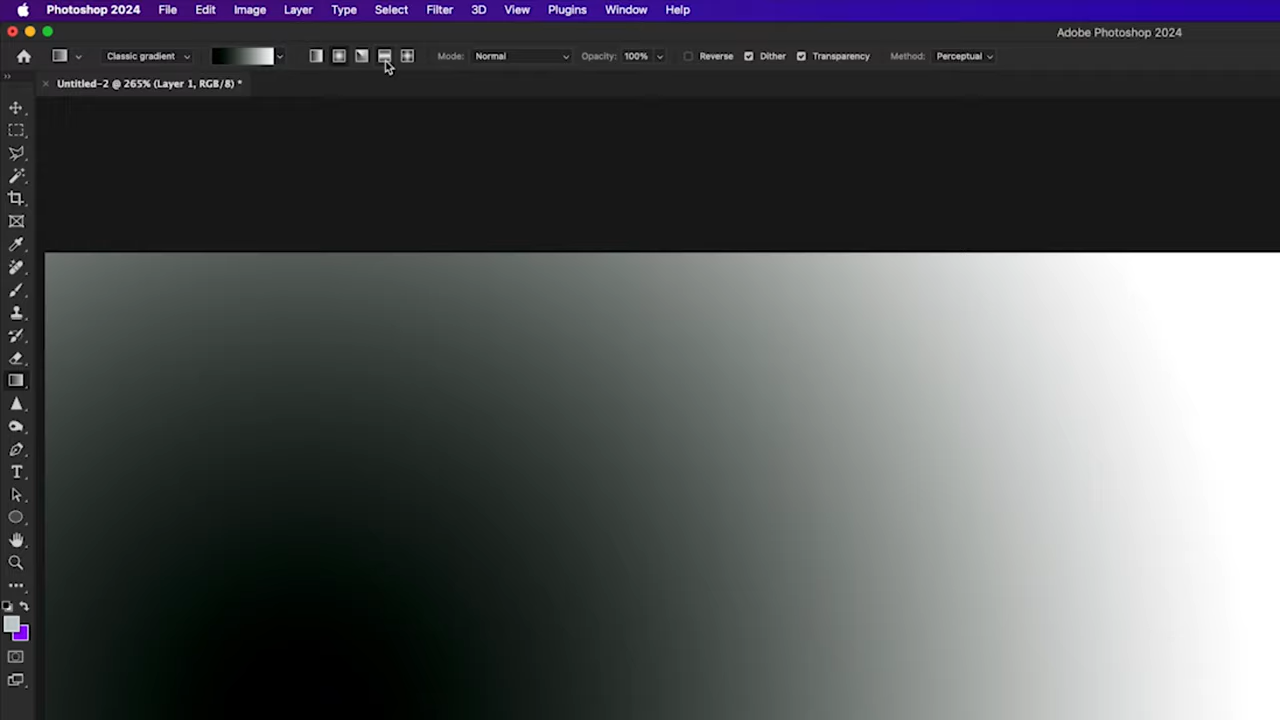 Photoshop 2024 File Edit Image Layer Type Select Filter 3D View Plugins Window Help
Adobe Photoshop 2024
Classic gradient Mode: Normal Opacity: 100% Reverse Dither Transparency Method: Perceptual
Untitled-2 @ 265% (Layer 1, RGB/8) *